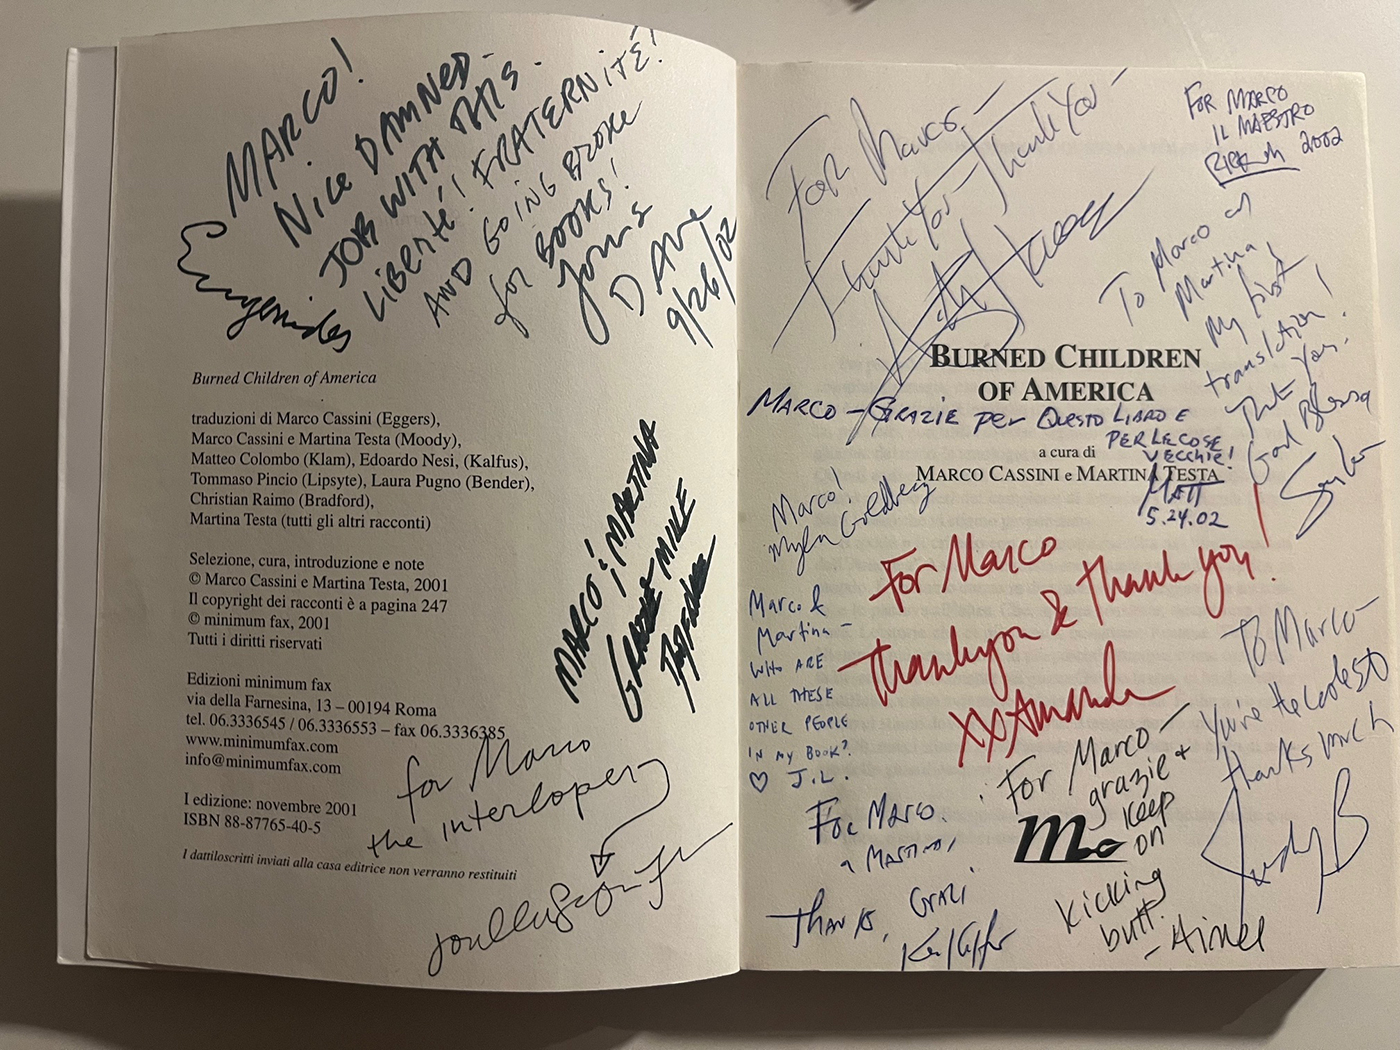 MARCO!
Nice DAMNED
JOB WITH THIS.
LIBERTÉ! FRATERNITÉ!
AND GOING BROKE
for BOOKS!
Yours
DAVE
9/26/02
Eugenides
Burned Children of America
traduzioni di Marco Cassini (Eggers),
Marco Cassini e Martina Testa (Moody),
Matteo Colombo (Klam), Edoardo Nesi, (Kalfus),
Tommaso Pincio (Lipsyte), Laura Pugno (Bender),
Christian Raimo (Bradford),
Martina Testa (tutti gli altri racconti)
Selezione, cura, introduzione e note
© Marco Cassini e Martina Testa, 2001
Il copyright dei racconti è a pagina 247
© minimum fax, 2001
Tutti i diritti riservati
Edizioni minimum fax
via della Farnesina, 13 – 00194 Roma
tel. 06.3336545 / 06.3336553 – fax 06.3336385
www.minimumfax.com
info@minimumfax.com
I edizione: novembre 2001
ISBN 88-87765-40-5
I dattiloscritti inviati alla casa editrice non verranno restituiti
MARCO & MARTINA
GRAZIE MILLE
for Marco
the interloper
For Marco –
Thank You – Thank You –
FOR MARCO
IL MAESTRO
2002
To Marco and
Martina!
My first
translation!
Thank you.
God Bless
BURNED CHILDREN
OF AMERICA
MARCO – GRAZIE PER QUESTO LIBRO E
PER LE COSE
VECCHIE!
MATT
5.24.02
a cura di
MARCO CASSINI e MARTINA TESTA
Marco!
Myla Goldberg
For Marco
Thank you & thank you!
XX Amanda
Marco &
Martina –
WHO ARE
ALL THESE
OTHER PEOPLE
IN MY BOOK?
♡ J.L.
To Marco –
You're the coolest
thanks much
Judy B
For Marco –
grazie +
keep
on
kicking
butt.
– Aimee
m
For Marco
& MARTINA,
THANKS,